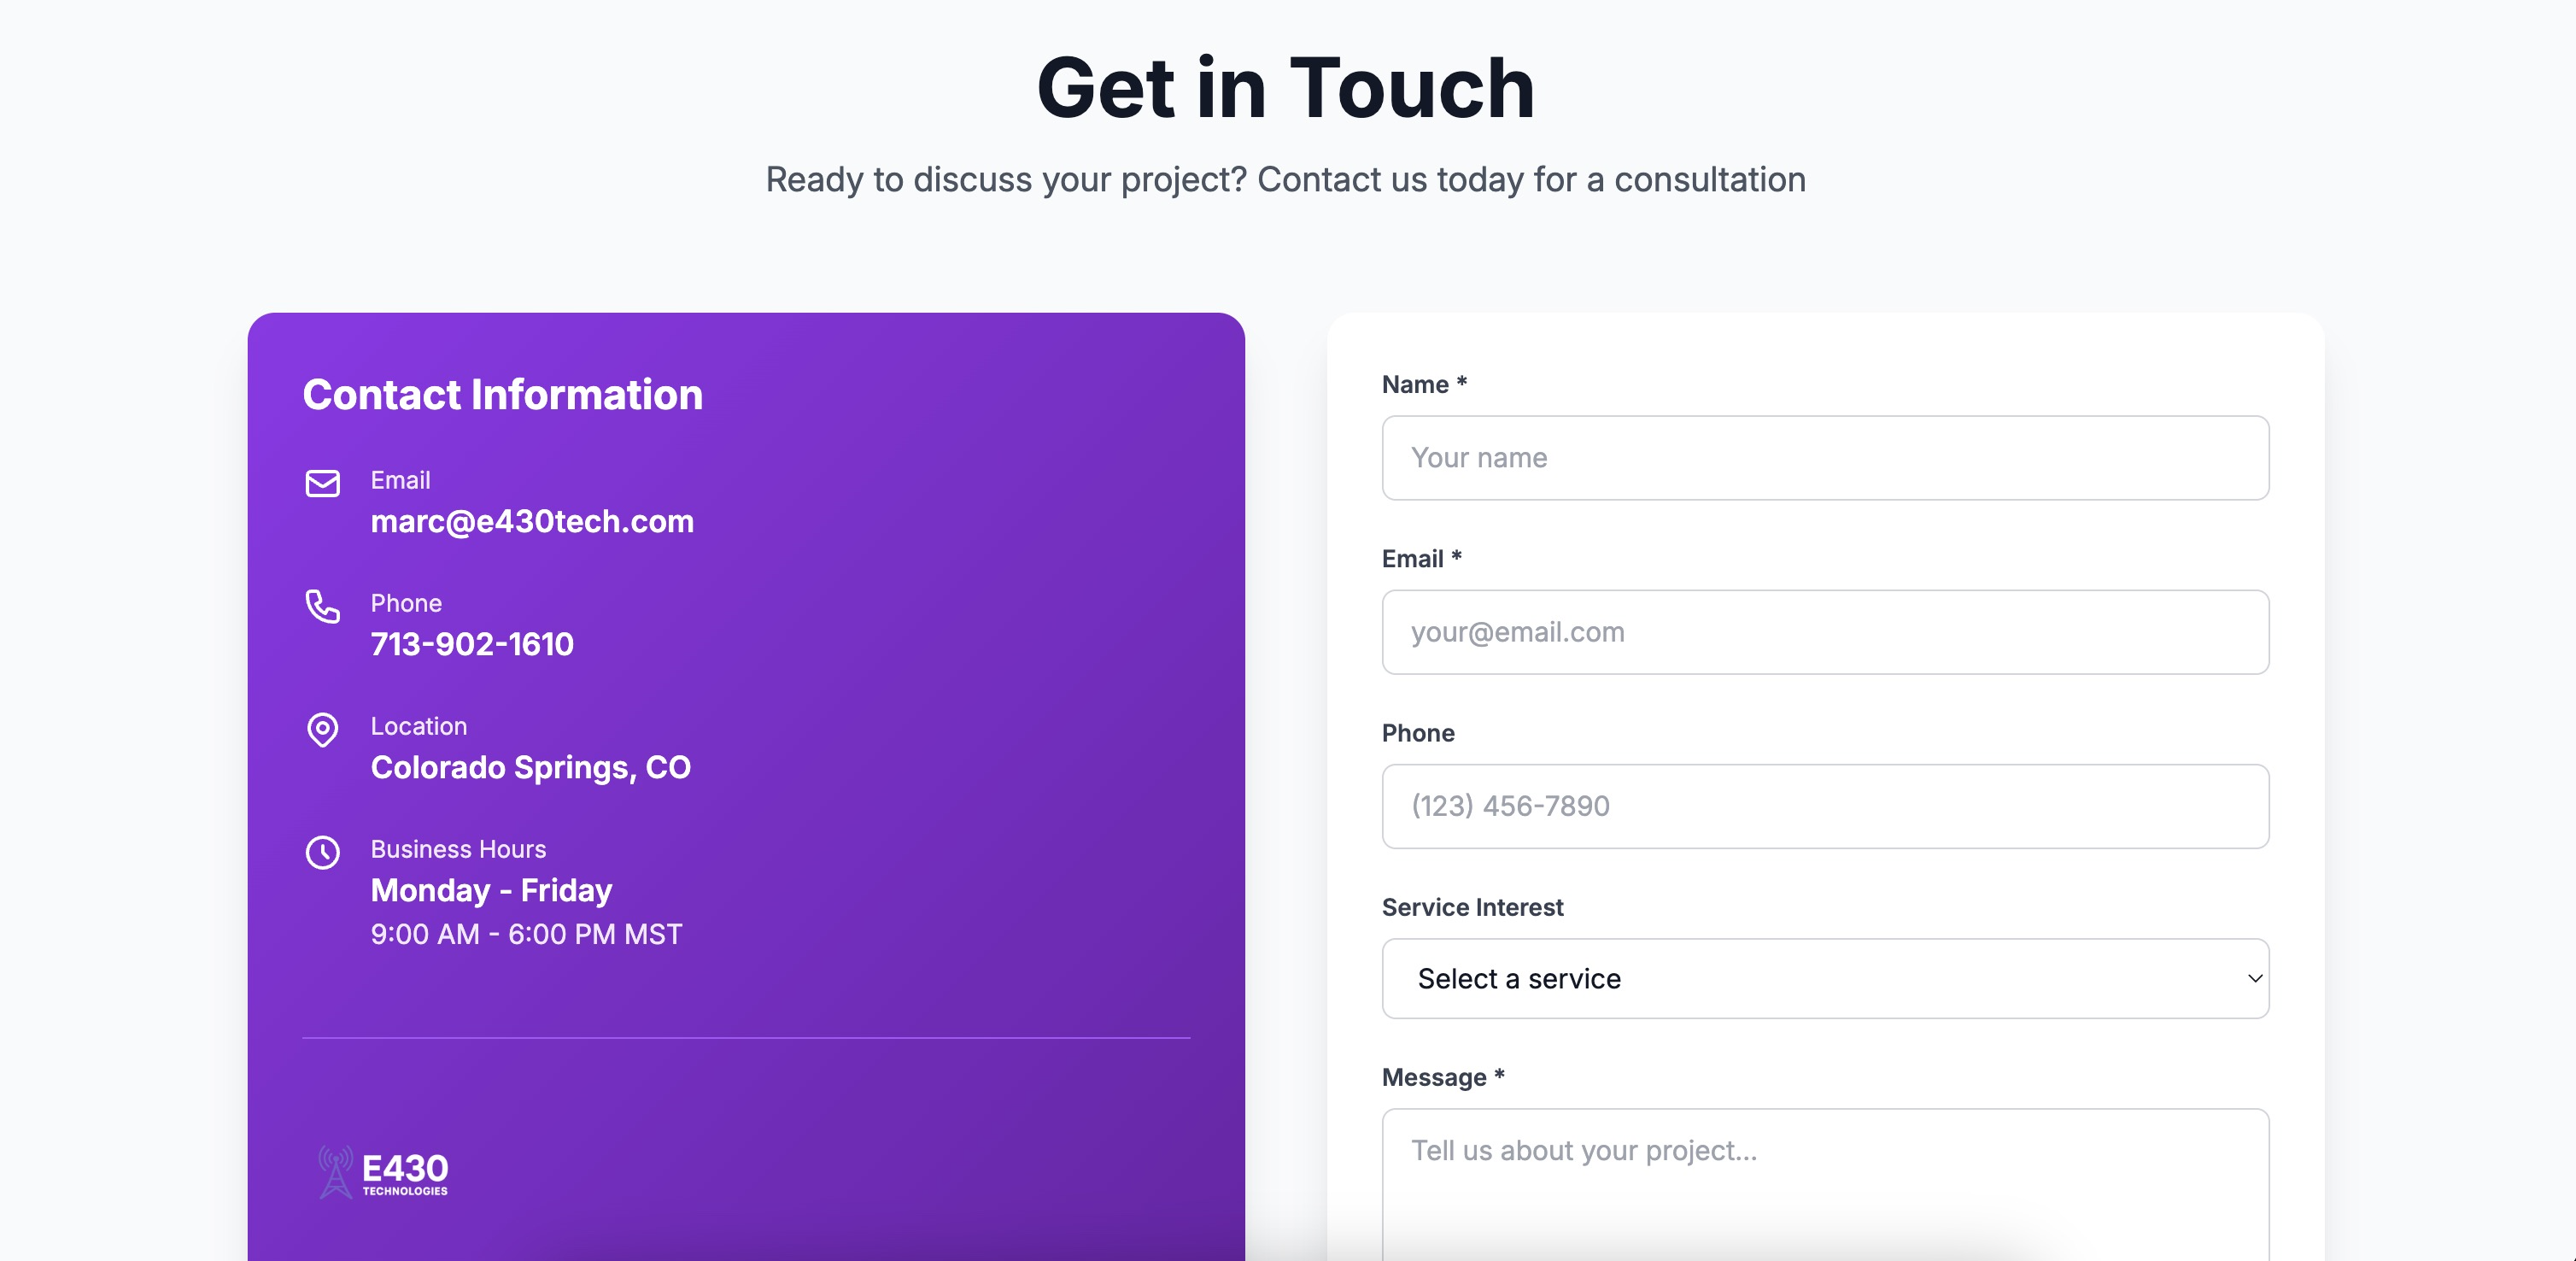 Get in Touch
Ready to discuss your project? Contact us today for a consultation
Contact Information
Email
marc@e430tech.com
Phone
713-902-1610
Location
Colorado Springs, CO
Business Hours
Monday - Friday
9:00 AM - 6:00 PM MST
E430
TECHNOLOGIES
Name *
Your name
Email *
your@email.com
Phone
(123) 456-7890
Service Interest
Select a service
Message *
Tell us about your project...